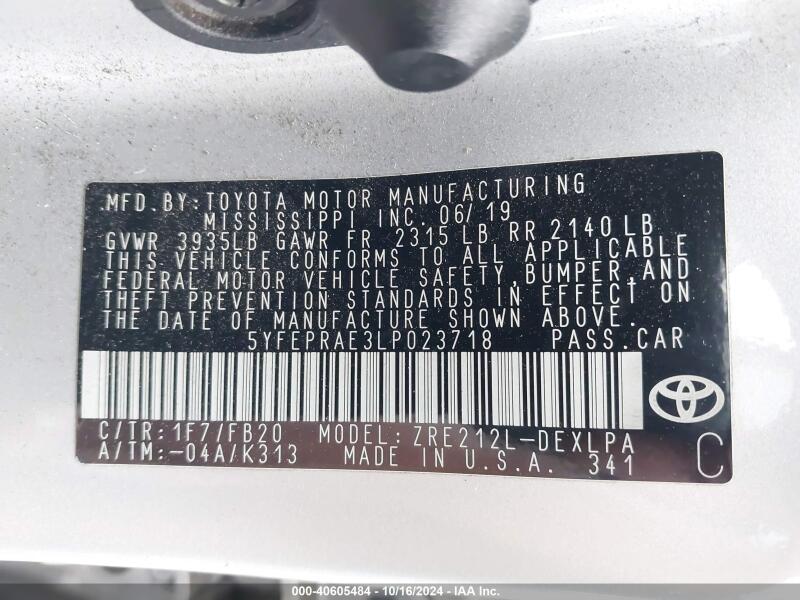 MFD.BY:TOYOTA MOTOR MANUFACTURING
MISSISSIPPI INC. 06/19
GVWR 3935LB GAWR FR 2315 LB RR 2140 LB
THIS VEHICLE CONFORMS TO ALL APPLICABLE
FEDERAL MOTOR VEHICLE SAFETY,BUMPER,AND
THEFT PREVENTION STANDARDS IN EFFECT ON
THE DATE OF MANUFACTURE SHOWN ABOVE.
5YFEPRAE3LP023718 PASS.CAR
C/TR:1F7/FB20 MODEL:ZRE212L-DEXLPA
A/TM:-04A/K313 MADE IN U.S.A. 341
C
000-40605484 - 10/16/2024 - IAA Inc.